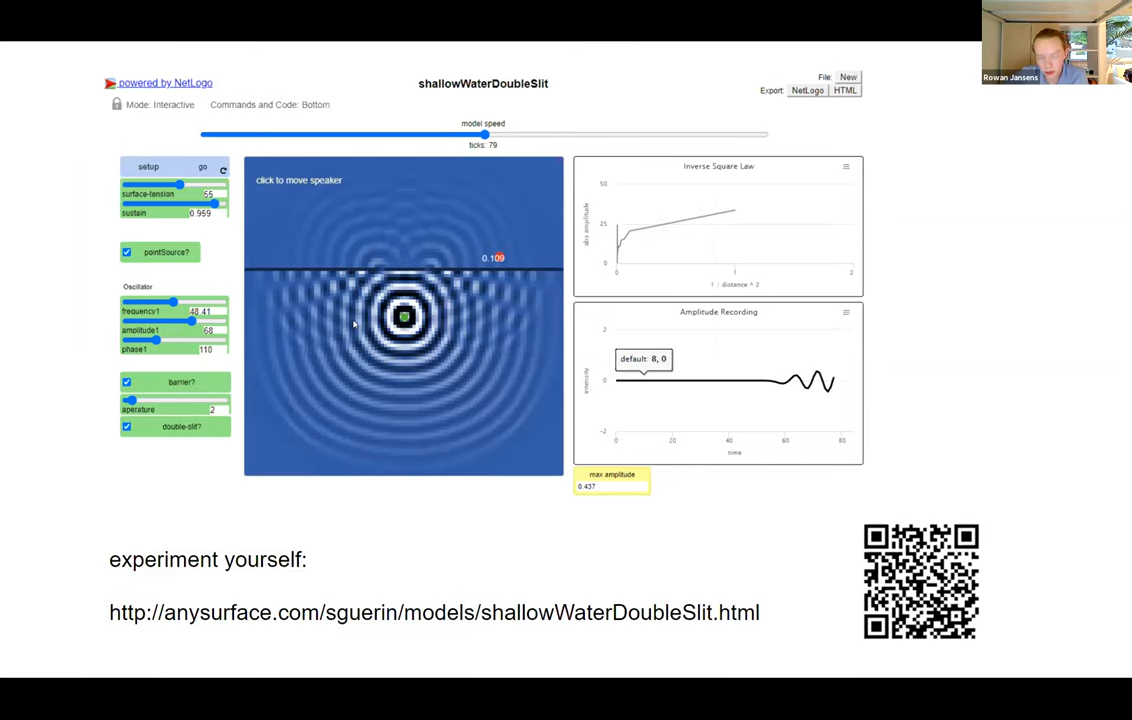 Rowan Jansens
powered by NetLogo
shallowWaterDoubleSlit
File: New
Export: NetLogo HTML
Mode: Interactive
Commands and Code: Bottom
model speed
ticks: 79
setup go
surface-tension 55
sustain 0.959
pointSource?
Oscillator
frequency1 48.41
amplitude1 68
phase1 110
barrier?
aperature 2
double-slit?
click to move speaker
0.109
Inverse Square Law
50
25
0
abs amplitude
0 1 2
1 / distance ^ 2
Amplitude Recording
2
0
-2
intensity
default: 8, 0
0 20 40 60 80
time
max amplitude
0.437
experiment yourself:
http://anysurface.com/sguerin/models/shallowWaterDoubleSlit.html